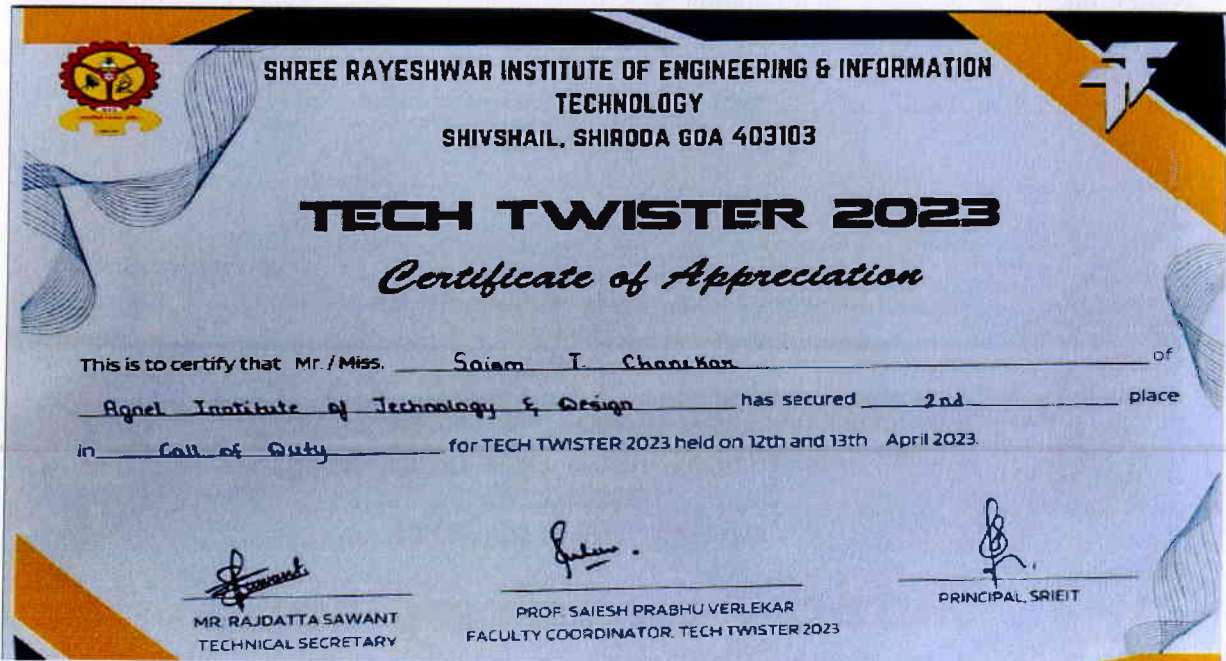 SHREE RAYESHWAR INSTITUTE OF ENGINEERING & INFORMATION
TECHNOLOGY
SHIVSHAIL, SHIRODA GOA 403103
TECH TWISTER 2023
Certificate of Appreciation
This is to certify that Mr. / Miss. Saiam T. Chanekar of
Agnel Institute of Technology & Design has secured 2nd place
in Call of Duty for TECH TWISTER 2023 held on 12th and 13th April 2023.
Sawant
MR. RAJDATTA SAWANT
TECHNICAL SECRETARY
PROF. SAIESH PRABHU VERLEKAR
FACULTY COORDINATOR, TECH TWISTER 2023
PRINCIPAL, SRIEIT